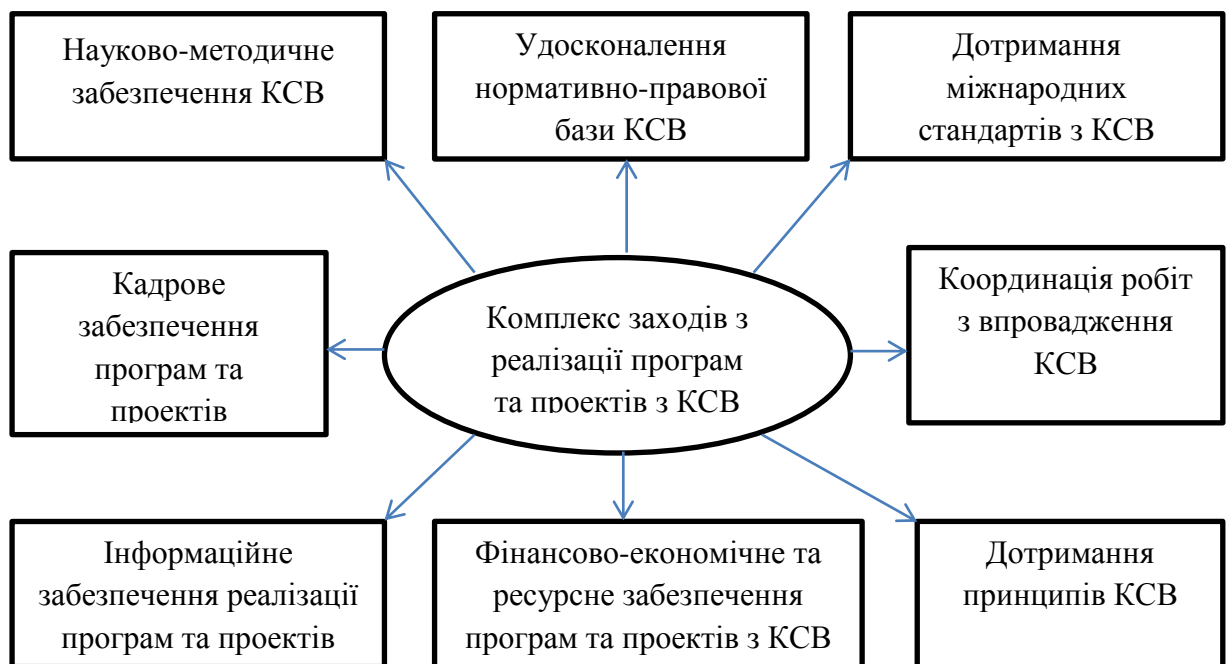 Науково-методичне
забезпечення КСВ
Удосконалення
нормативно-правової
бази КСВ
Дотримання
міжнародних
стандартів з КСВ
Кадрове
забезпечення
програм та
проектів
Комплекс заходів з
реалізації програм
та проектів з КСВ
Координація робіт
з впровадження
КСВ
Інформаційне
забезпечення реалізації
програм та проектів
Фінансово-економічне та
ресурсне забезпечення
програм та проектів з КСВ
Дотримання
принципів КСВ